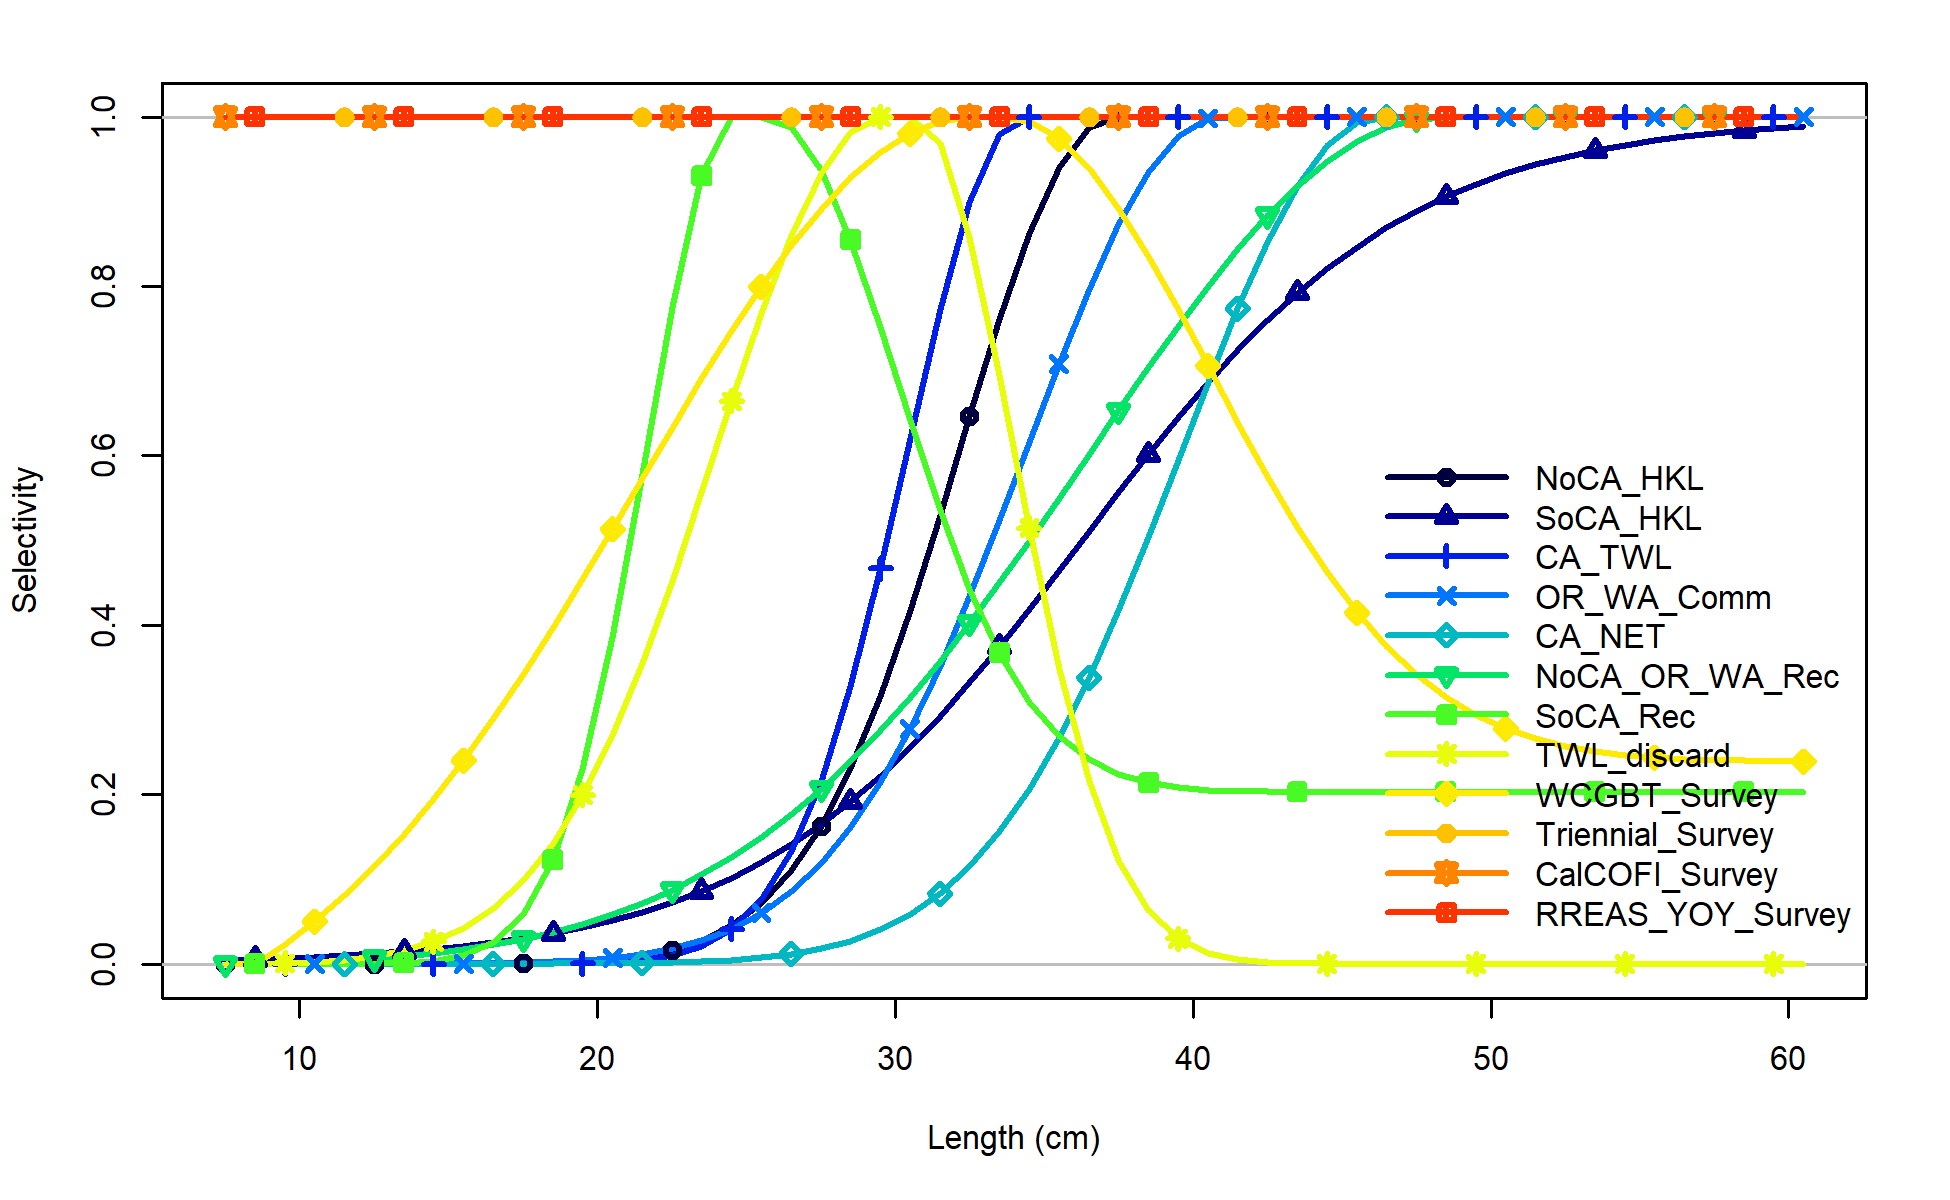 Selectivity
1.0
0.8
0.6
0.4
0.2
0.0
NoCA_HKL
SoCA_HKL
CA_TWL
OR_WA_Comm
CA_NET
NoCA_OR_WA_Rec
SoCA_Rec
TWL_discard
WCGBT_Survey
Triennial_Survey
CalCOFI_Survey
RREAS_YOY_Survey
10 20 30 40 50 60
Length (cm)